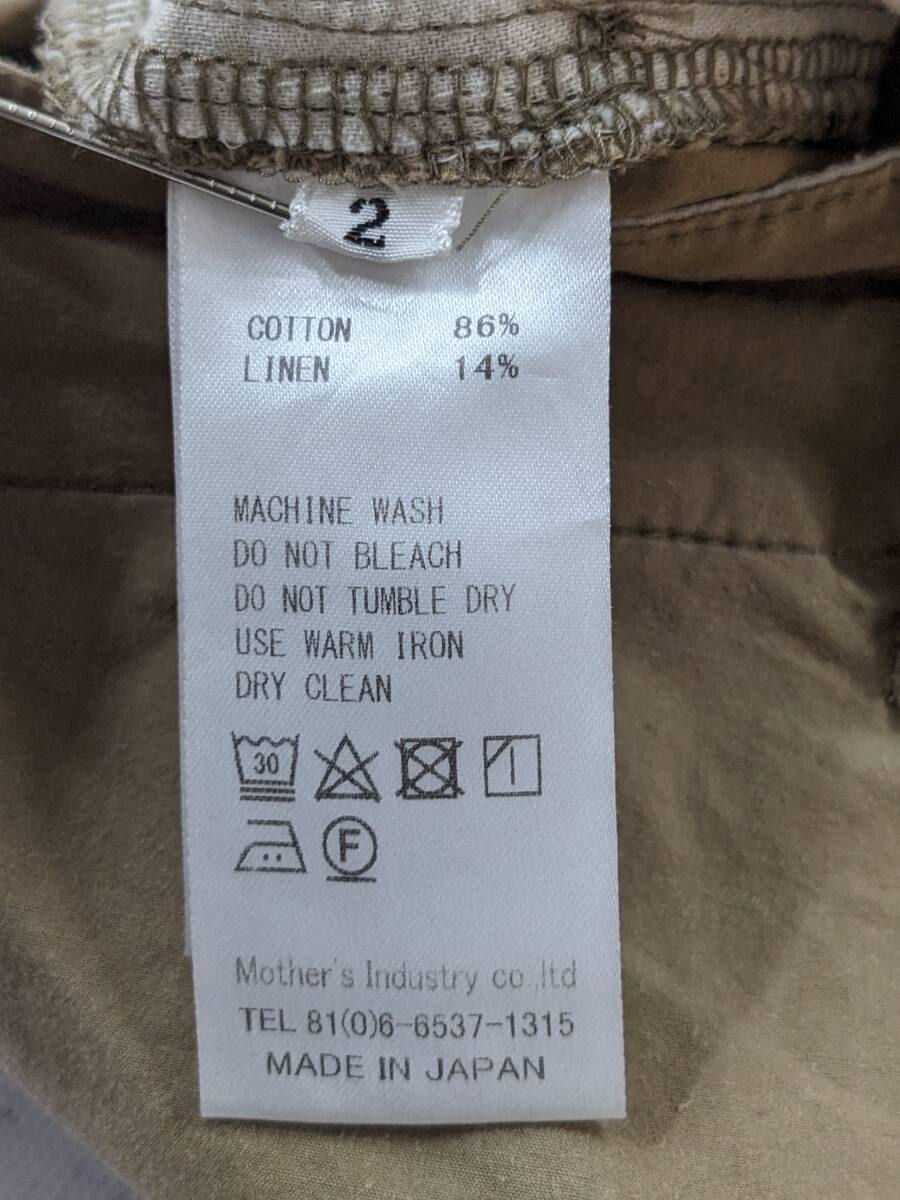 2
COTTON 86%
LINEN 14%
MACHINE WASH
DO NOT BLEACH
DO NOT TUMBLE DRY
USE WARM IRON
DRY CLEAN
30
F
Mother's Industry co.,ltd
TEL 81(0)6-6537-1315
MADE IN JAPAN